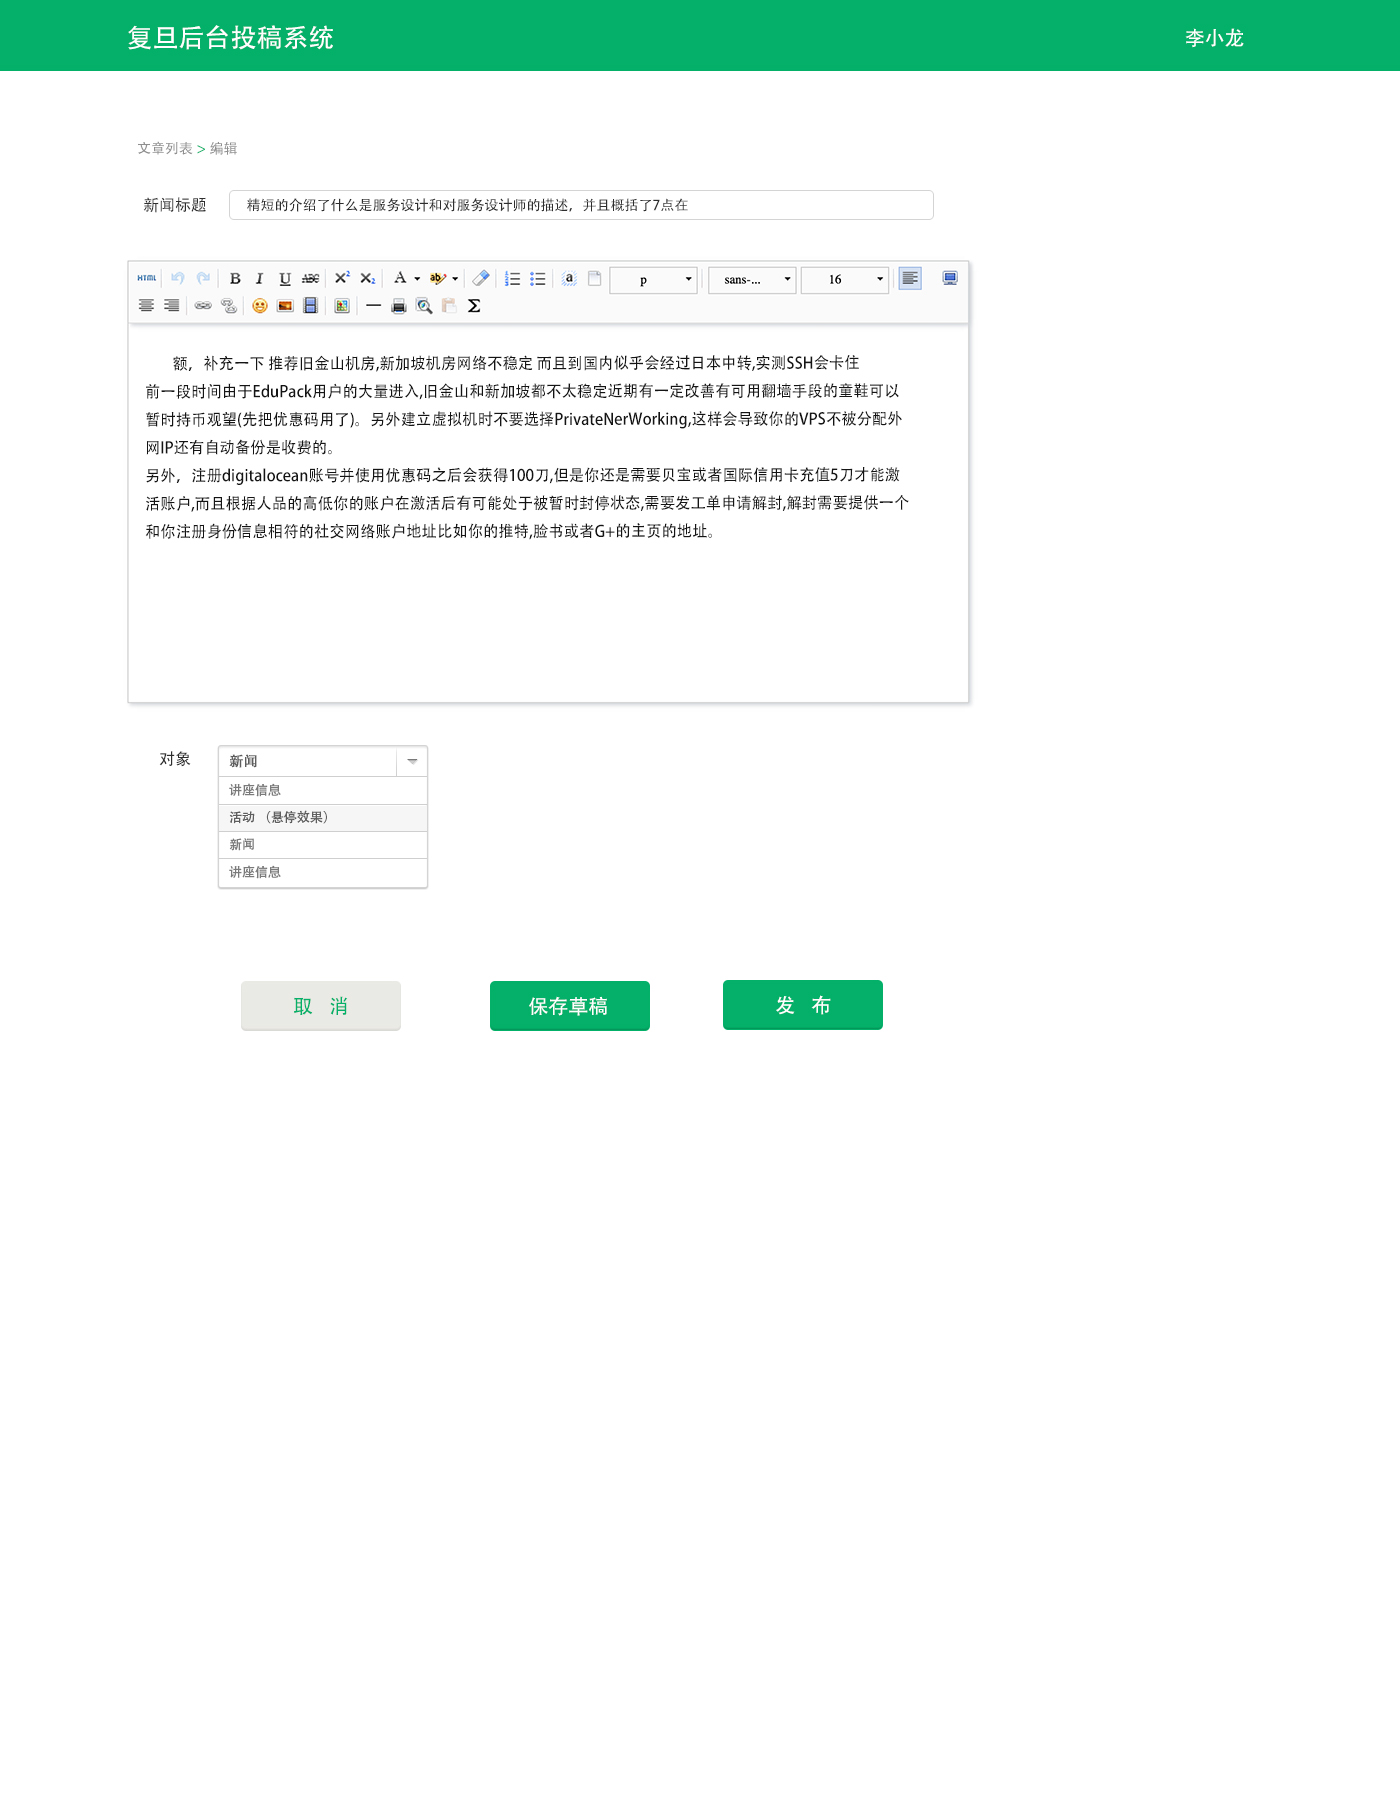 复旦后台投稿系统
李小龙
文章列表 > 编辑
新闻标题
精短的介绍了什么是服务设计和对服务设计师的描述，并且概括了7点在
HTML B I U ABC X² X₂ A ab a p sans-... 16
Σ
额，补充一下 推荐旧金山机房,新加坡机房网络不稳定 而且到国内似乎会经过日本中转,实测SSH会卡住
前一段时间由于EduPack用户的大量进入,旧金山和新加坡都不太稳定近期有一定改善有可用翻墙手段的童鞋可以
暂时持币观望(先把优惠码用了)。另外建立虚拟机时不要选择PrivateNerWorking,这样会导致你的VPS不被分配外
网IP还有自动备份是收费的。
另外，注册digitalocean账号并使用优惠码之后会获得100刀,但是你还是需要贝宝或者国际信用卡充值5刀才能激
活账户,而且根据人品的高低你的账户在激活后有可能处于被暂时封停状态,需要发工单申请解封,解封需要提供一个
和你注册身份信息相符的社交网络账户地址比如你的推特,脸书或者G+的主页的地址。
对象
新闻
讲座信息
活动 （悬停效果）
新闻
讲座信息
取 消
保存草稿
发 布